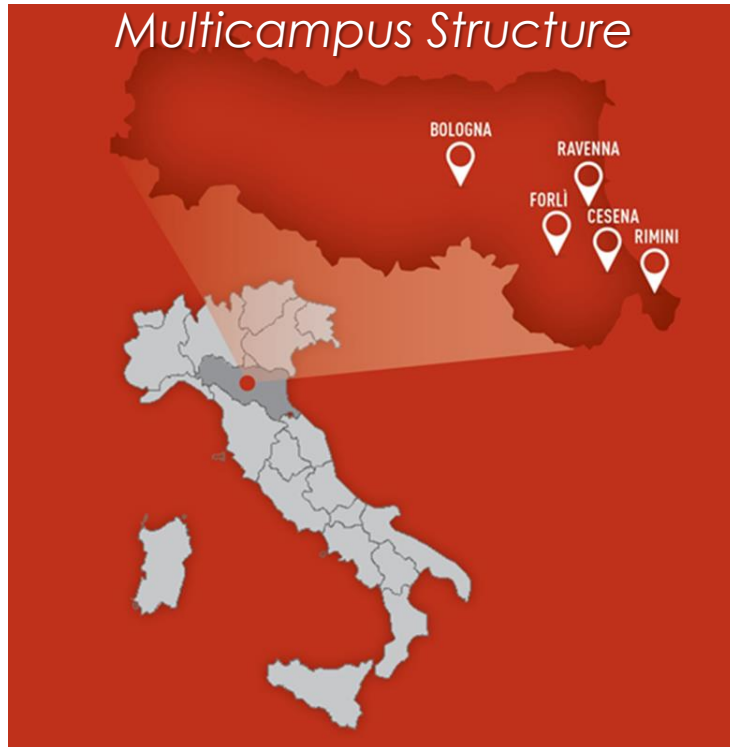 Multicampus Structure
BOLOGNA
RAVENNA
FORLÌ
CESENA
RIMINI